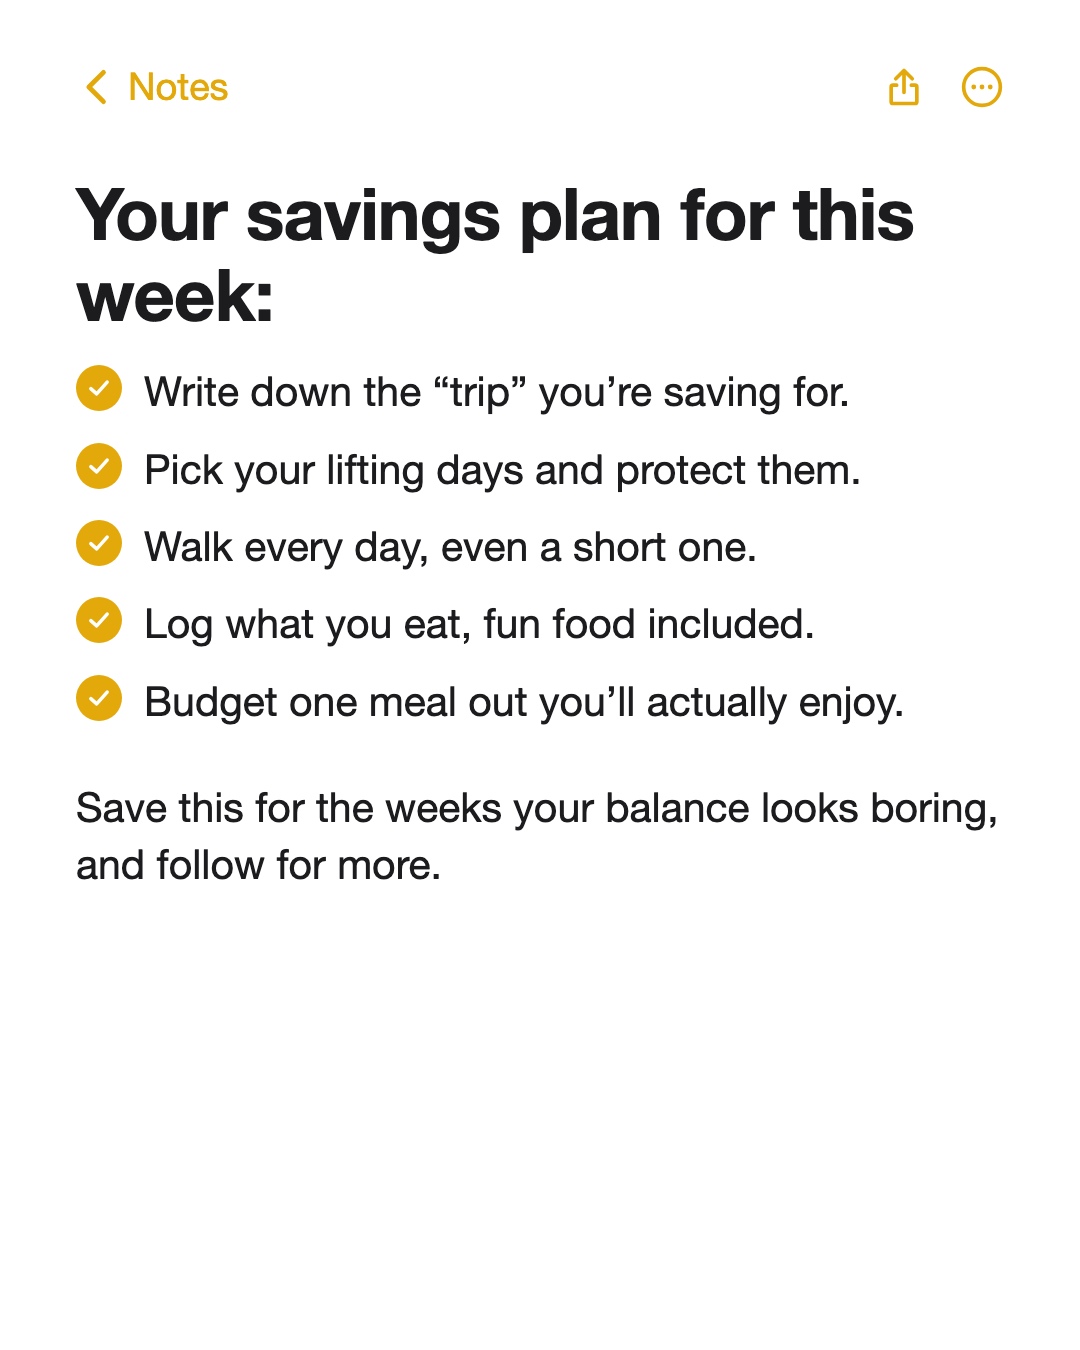 Notes
Your savings plan for this
week:
Write down the “trip” you’re saving for.
Pick your lifting days and protect them.
Walk every day, even a short one.
Log what you eat, fun food included.
Budget one meal out you’ll actually enjoy.
Save this for the weeks your balance looks boring,
and follow for more.